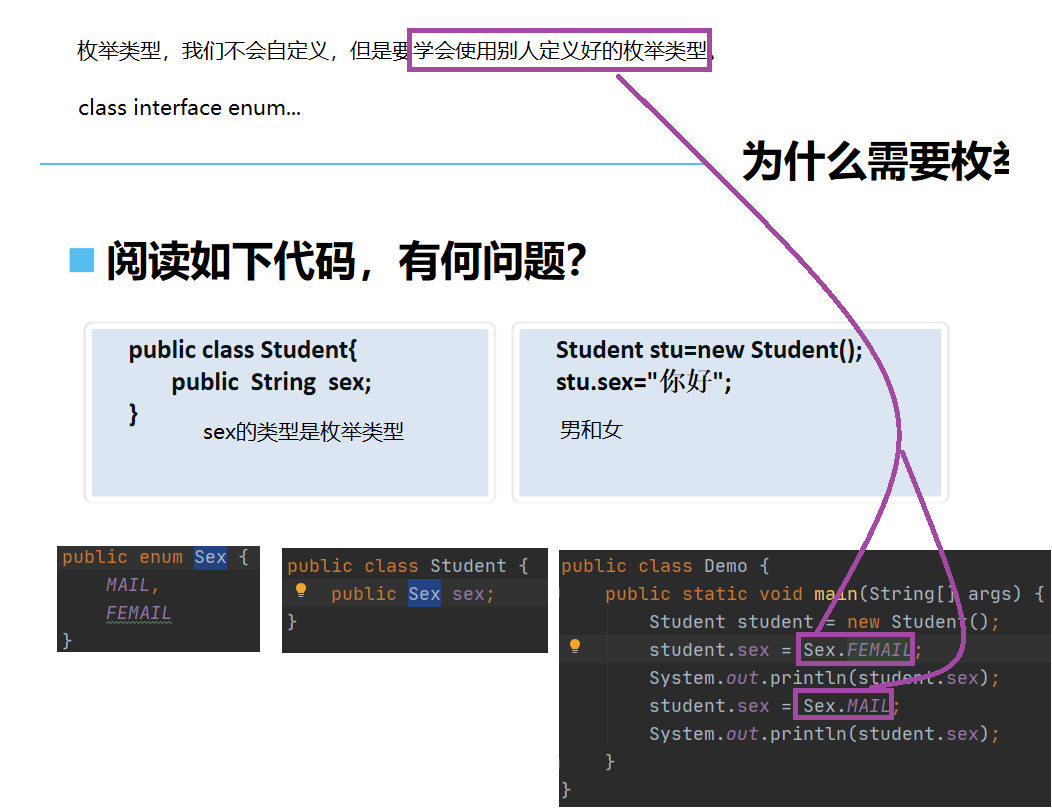 枚举类型，我们不会自定义，但是要学会使用别人定义好的枚举类型。
class interface enum...
为什么需要枚
阅读如下代码，有何问题?
public class Student{
public String sex;
}
sex的类型是枚举类型
Student stu=new Student();
stu.sex="你好";
男和女
public enum Sex {
MAIL,
FEMAIL
}
public class Student {
public Sex sex;
}
public class Demo {
public static void main(String[] args) {
Student student = new Student();
student.sex = Sex.FEMAIL;
System.out.println(student.sex);
student.sex = Sex.MAIL;
System.out.println(student.sex);
}
}